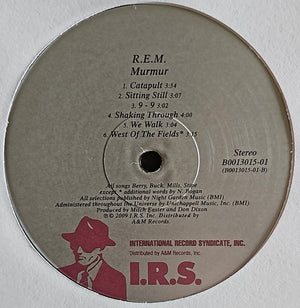 R.E.M.
Murmur
1. Catapult 3:54
2. Sitting Still 3:07
3. 9 - 9 3:02
4. Shaking Through 4:00
5. We Walk 3:04
6. West Of The Fields* 3:15
Stereo
B0013015-01
(B0013015-01-B)
All songs Berry, Buck, Mills, Stipe
except * additional words by N. Bogan
All selections published by Night Garden Music (BMI)
Administered throughout the Universe by Unichappell Music, Inc. (BMI)
Produced by Mitch Easter and Don Dixon
℗ © 2009 I.R.S. Inc. Distributed by
A&M Records.
INTERNATIONAL RECORD SYNDICATE, INC.
Distributed by A&M Records, Inc.
I.R.S.